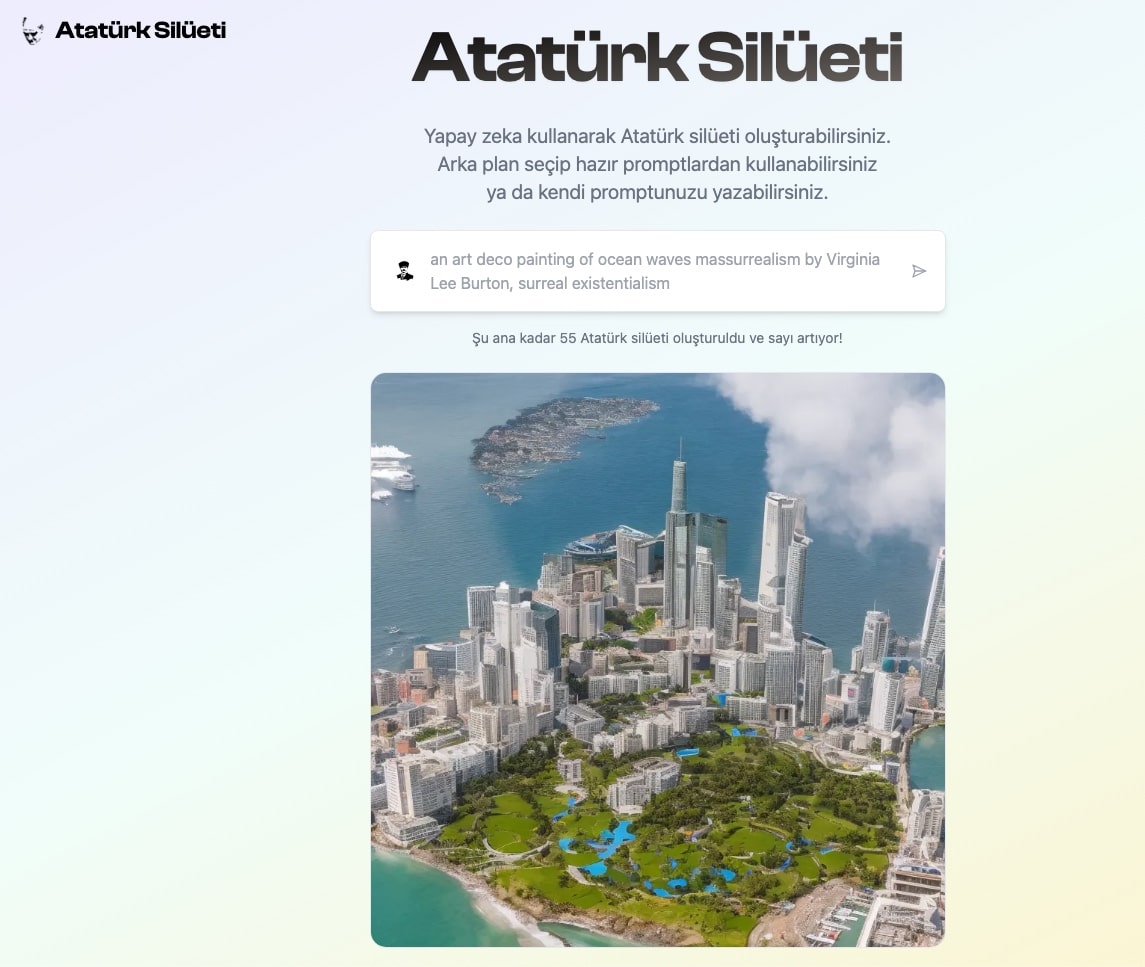 Atatürk Silüeti
Atatürk Silüeti
Yapay zeka kullanarak Atatürk silüeti oluşturabilirsiniz.
Arka plan seçip hazır promptlardan kullanabilirsiniz
ya da kendi promptunuzu yazabilirsiniz.
an art deco painting of ocean waves massurrealism by Virginia
Lee Burton, surreal existentialism
Şu ana kadar 55 Atatürk silüeti oluşturuldu ve sayı artıyor!